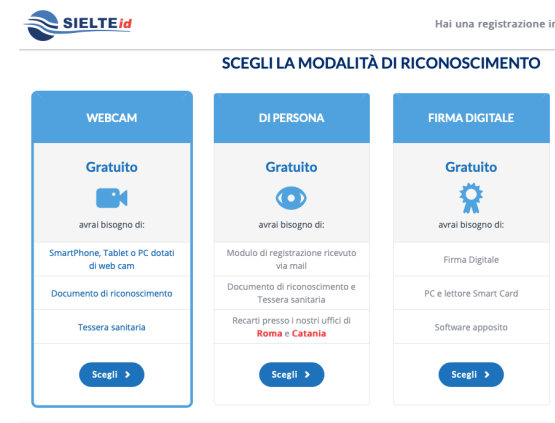 SIELTEid
Hai una registrazione in
SCEGLI LA MODALITÀ DI RICONOSCIMENTO
WEBCAM
Gratuito
avrai bisogno di:
SmartPhone, Tablet o PC dotati
di web cam
Documento di riconoscimento
Tessera sanitaria
Scegli
DI PERSONA
Gratuito
avrai bisogno di:
Modulo di registrazione ricevuto
via mail
Documento di riconoscimento e
Tessera sanitaria
Recarti presso i nostri uffici di
Roma e Catania
Scegli
FIRMA DIGITALE
Gratuito
avrai bisogno di:
Firma Digitale
PC e lettore Smart Card
Software apposito
Scegli